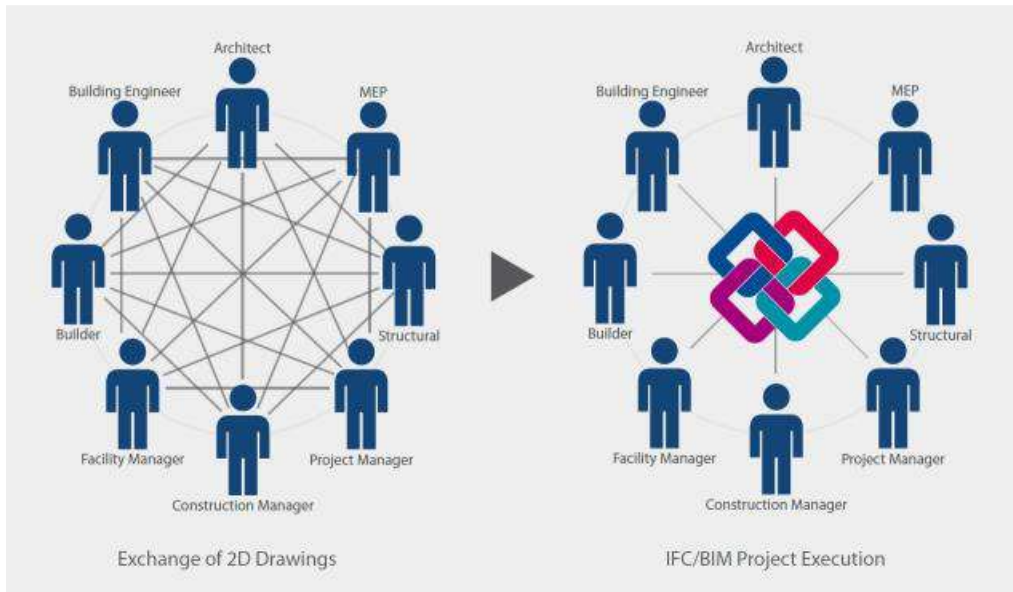 Architect
Building Engineer
MEP
Builder
Structural
Facility Manager
Project Manager
Construction Manager
Exchange of 2D Drawings
Architect
Building Engineer
MEP
Builder
Structural
Facility Manager
Project Manager
Construction Manager
IFC/BIM Project Execution